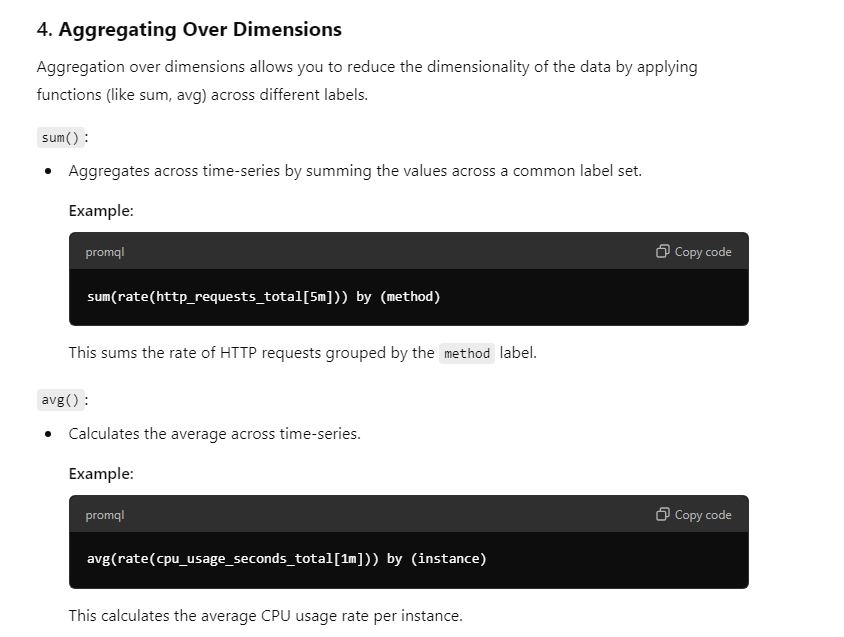 4. Aggregating Over Dimensions
Aggregation over dimensions allows you to reduce the dimensionality of the data by applying
functions (like sum, avg) across different labels.
sum() :
• Aggregates across time-series by summing the values across a common label set.
Example:
promql Copy code
sum(rate(http_requests_total[5m])) by (method)
This sums the rate of HTTP requests grouped by the method label.
avg() :
• Calculates the average across time-series.
Example:
promql Copy code
avg(rate(cpu_usage_seconds_total[1m])) by (instance)
This calculates the average CPU usage rate per instance.